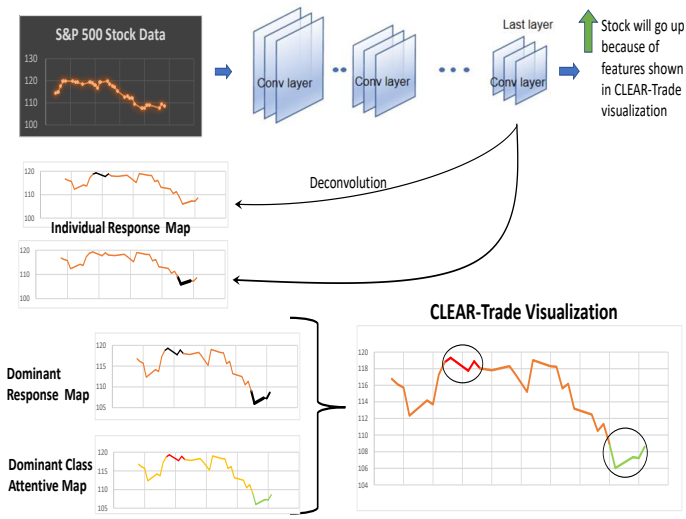 S&P 500 Stock Data
130
120
110
100
Conv layer
Conv layer
Last layer
Conv layer
Stock will go up
because of
features shown
in CLEAR-Trade
visualization
Deconvolution
120
110
100
Individual Response Map
120
110
100
CLEAR-Trade Visualization
Dominant
Response Map
120
115
110
105
Dominant Class
Attentive Map
120
115
110
105
120
118
116
114
112
110
108
106
104